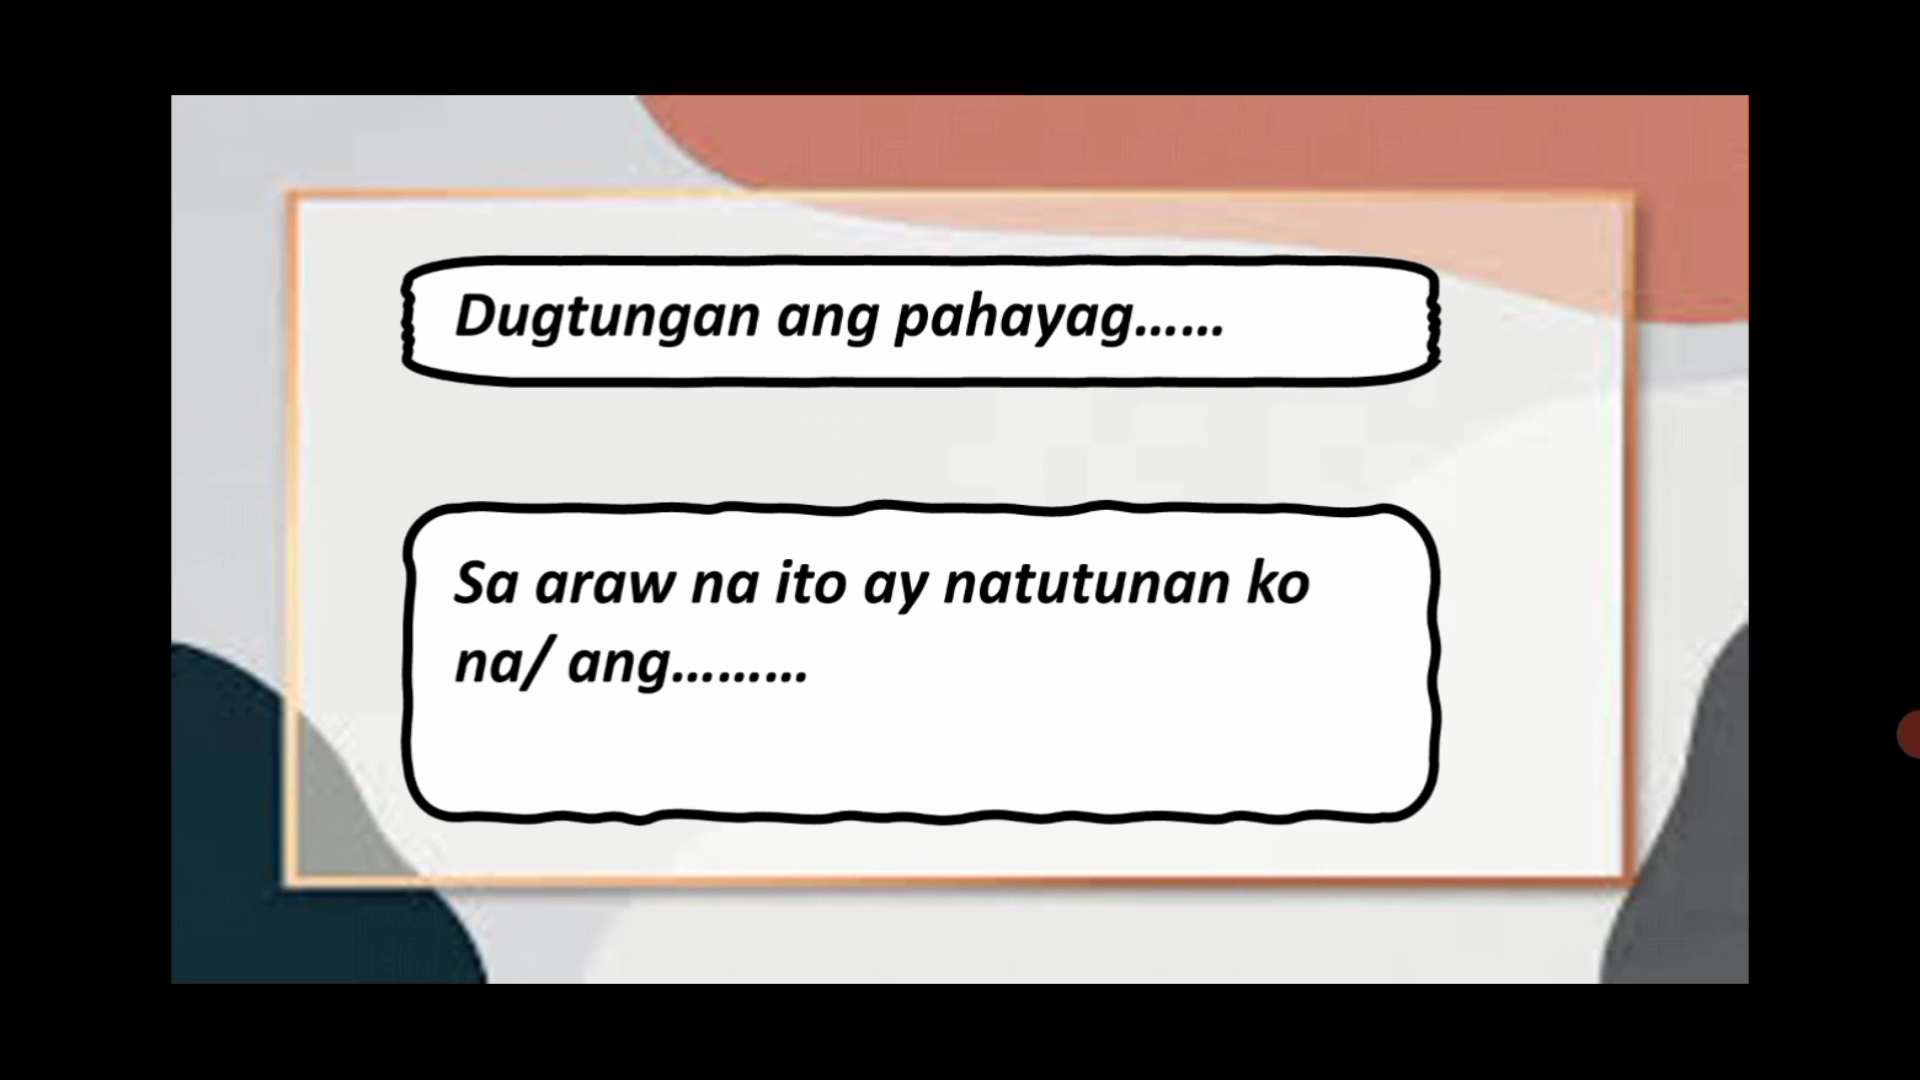 Dugtungan ang pahayag……
Sa araw na ito ay natutunan ko
na/ ang………